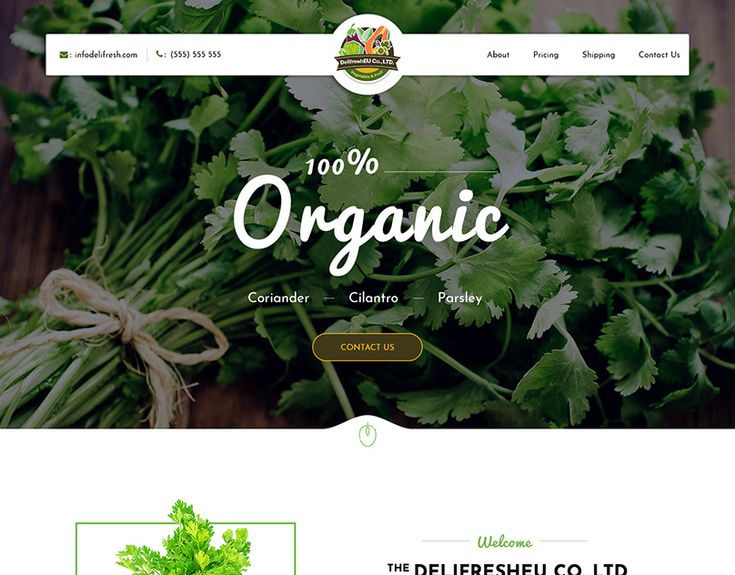 : infodelifresh.com
: (555) 555 555
DelifreshEU Co.,LTD.
Vegetable & Fruit
About
Pricing
Shipping
Contact Us
100%
Organic
Coriander — Cilantro — Parsley
CONTACT US
Welcome
THE DELIFRESHEU CO. LTD